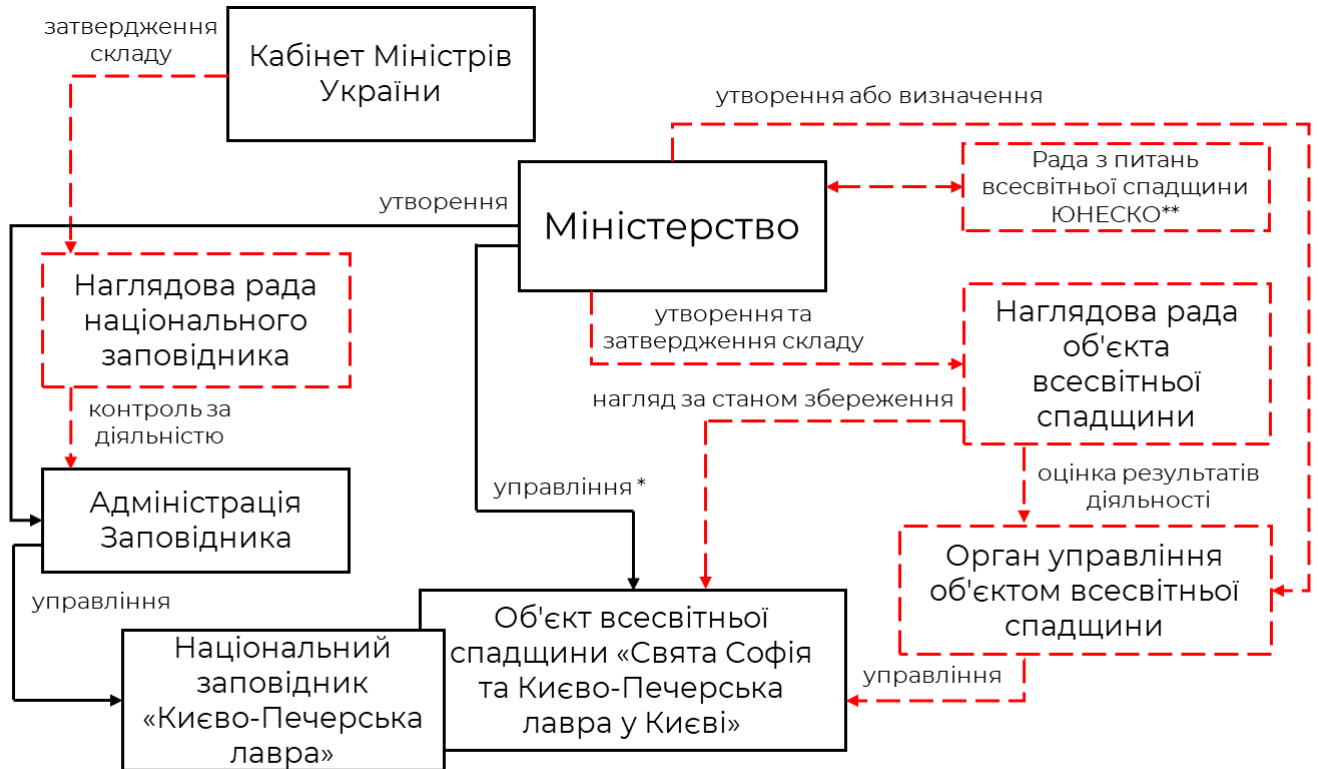 затвердження
складу
Кабінет Міністрів
України
утворення або визначення
Рада з питань
всесвітньої спадщини
ЮНЕСКО**
утворення
Міністерство
Наглядова рада
національного
заповідника
утворення та
затвердження складу
Наглядова рада
об'єкта
всесвітньої
спадщини
контроль за
діяльністю
нагляд за станом збереження
управління *
оцінка результатів
діяльності
Адміністрація
Заповідника
Орган управління
об'єктом всесвітньої
спадщини
управління
Об'єкт всесвітньої
спадщини «Свята Софія
та Києво-Печерська
лавра у Києві»
Національний
заповідник
«Києво-Печерська
лавра»
управління